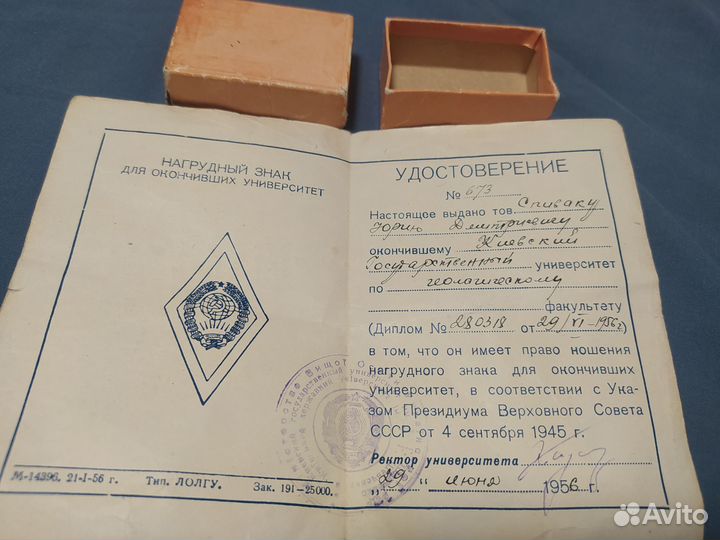 НАГРУДНЫЙ ЗНАК
ДЛЯ ОКОНЧИВШИХ УНИВЕРСИТЕТ
М-14396. 21-I-56 г. Тип. ЛОЛГУ. Зак. 191-25000.
УДОСТОВЕРЕНИЕ
№ 673
Настоящее выдано тов. Спиваку
Юрию Дмитриевичу
окончившему Киевский
Государственный университет
по геологическому
факультету
(Диплом № 280318 от 29/VI-1956г.)
в том, что он имеет право ношения
нагрудного знака для окончивших
университет, в соответствии с Ука-
зом Президиума Верховного Совета
СССР от 4 сентября 1945 г.
Ректор университета
"29" июня 1956 г.
Avito